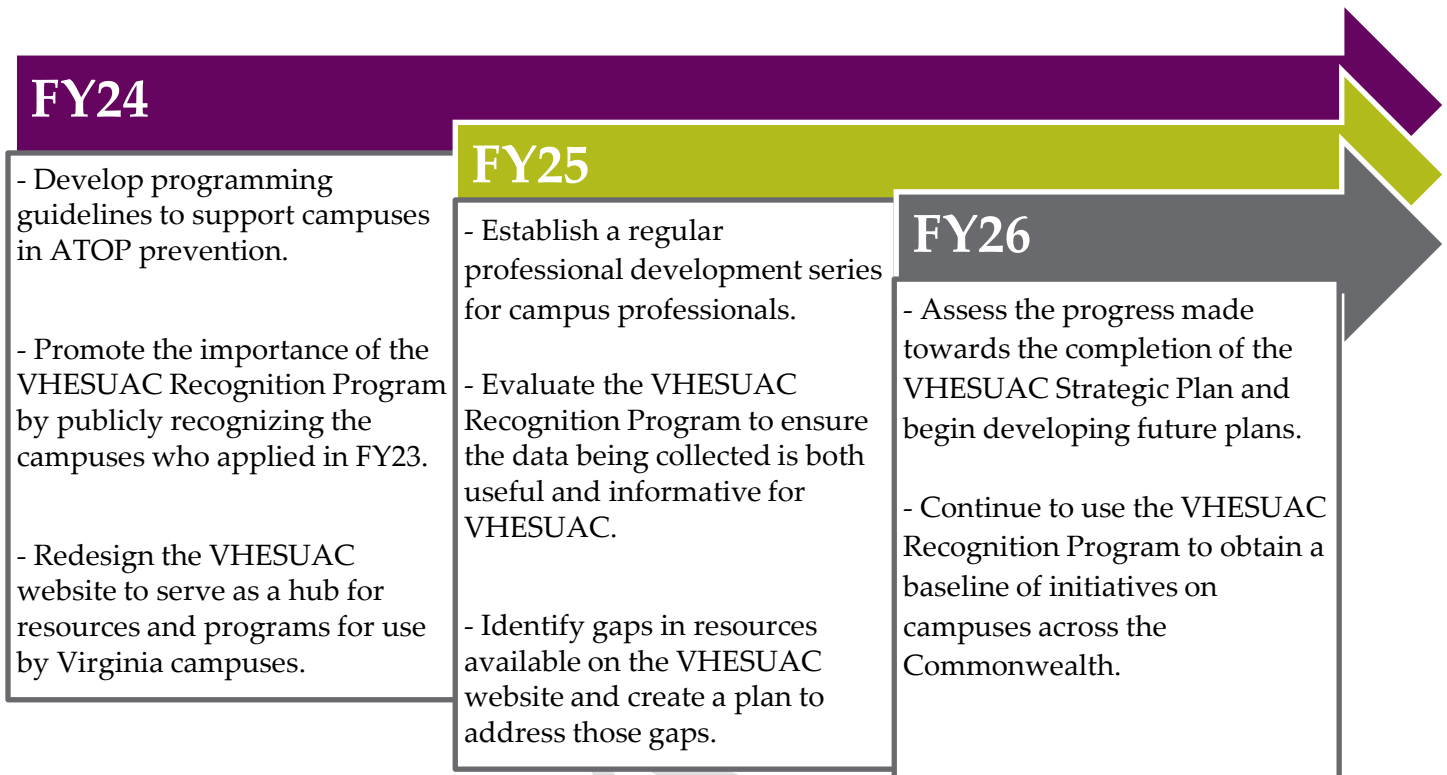 FY24
- Develop programming
guidelines to support campuses
in ATOP prevention.
- Promote the importance of the
VHESUAC Recognition Program
by publicly recognizing the
campuses who applied in FY23.
- Redesign the VHESUAC
website to serve as a hub for
resources and programs for use
by Virginia campuses.
FY25
- Establish a regular
professional development series
for campus professionals.
- Evaluate the VHESUAC
Recognition Program to ensure
the data being collected is both
useful and informative for
VHESUAC.
- Identify gaps in resources
available on the VHESUAC
website and create a plan to
address those gaps.
FY26
- Assess the progress made
towards the completion of the
VHESUAC Strategic Plan and
begin developing future plans.
- Continue to use the VHESUAC
Recognition Program to obtain a
baseline of initiatives on
campuses across the
Commonwealth.